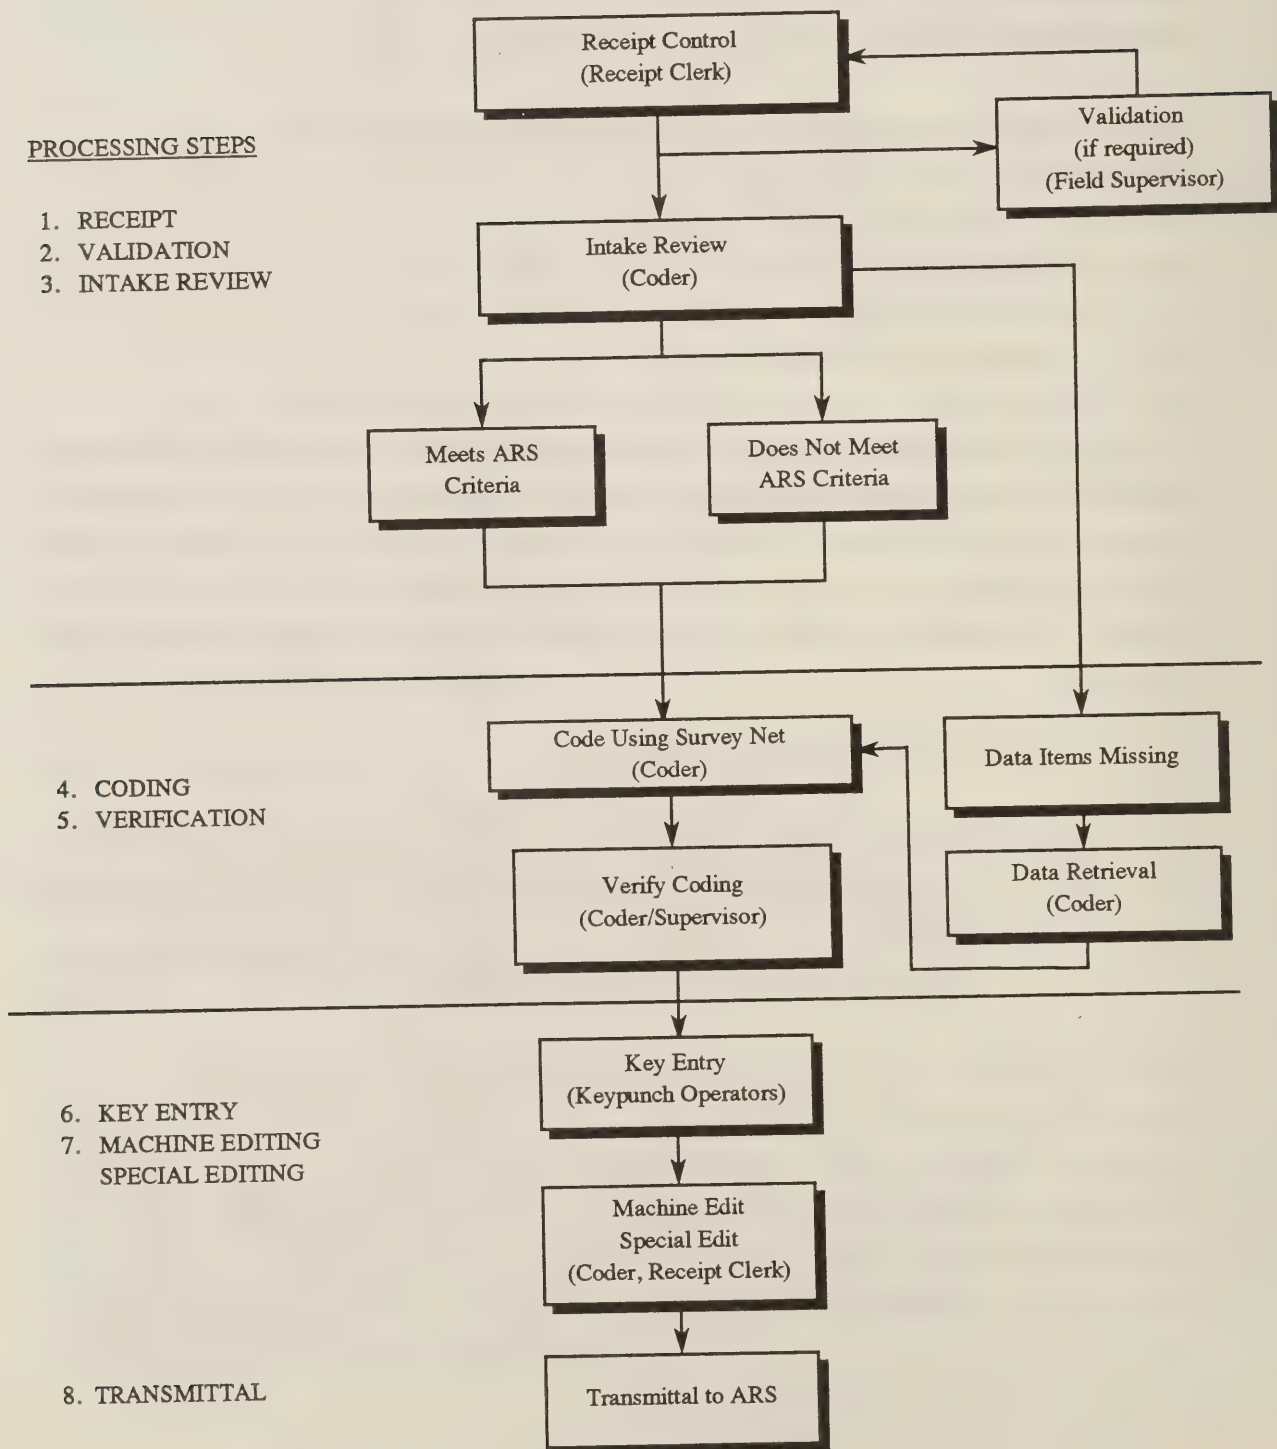 Receipt Control
(Receipt Clerk)
Validation
(if required)
(Field Supervisor)
PROCESSING STEPS
1. RECEIPT
2. VALIDATION
3. INTAKE REVIEW
Intake Review
(Coder)
Meets ARS
Criteria
Does Not Meet
ARS Criteria
Code Using Survey Net
(Coder)
Data Items Missing
4. CODING
5. VERIFICATION
Verify Coding
(Coder/Supervisor)
Data Retrieval
(Coder)
Key Entry
(Keypunch Operators)
6. KEY ENTRY
7. MACHINE EDITING
SPECIAL EDITING
Machine Edit
Special Edit
(Coder, Receipt Clerk)
8. TRANSMITTAL
Transmittal to ARS